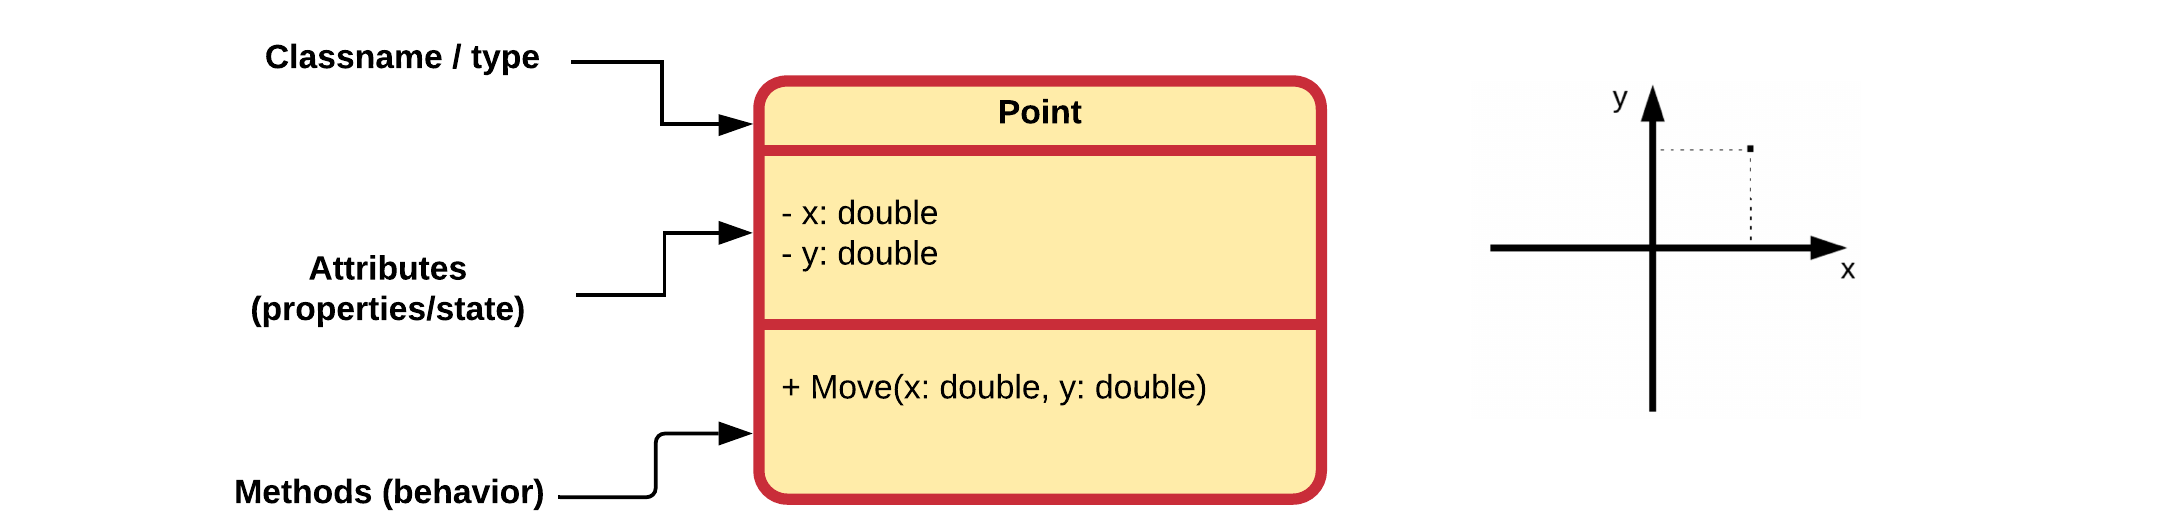 Classname / type
Point
- x: double
- y: double
Attributes
(properties/state)
+ Move(x: double, y: double)
Methods (behavior)
y
x